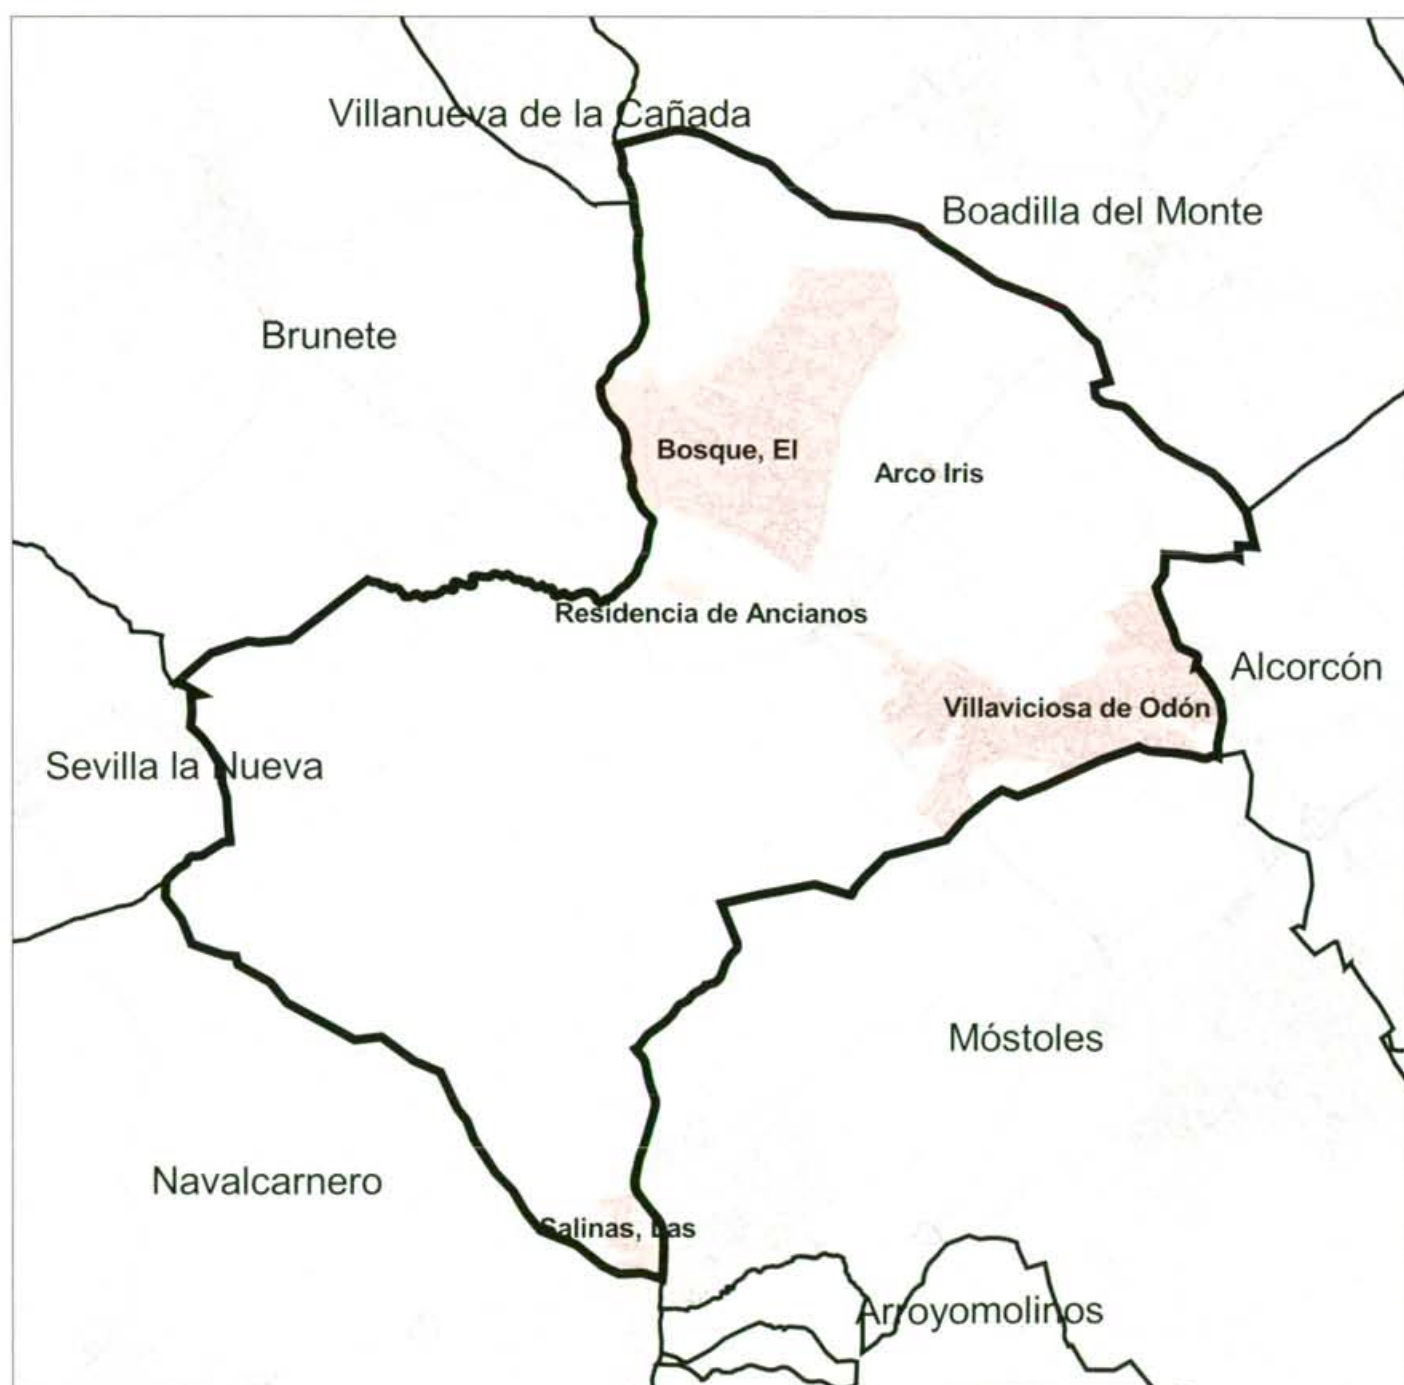 Villanueva de la Cañada
Boadilla del Monte
Brunete
Bosque, El
Arco Iris
Residencia de Ancianos
Alcorcón
Villaviciosa de Odón
Sevilla la Nueva
Móstoles
Navalcarnero
Salinas, Las
Arroyomolinos